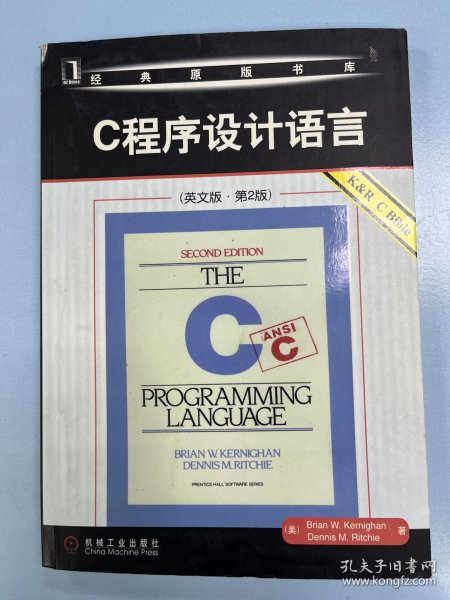 经典原版书库
C程序设计语言
(英文版·第2版)
K&R C Bible
SECOND EDITION
THE
C
ANSI
C
PROGRAMMING
LANGUAGE
BRIAN W. KERNIGHAN
DENNIS M. RITCHIE
PRENTICE HALL SOFTWARE SERIES
(美) Brian W. Kernighan
Dennis M. Ritchie 著
机械工业出版社
China Machine Press
孔夫子旧书网
www.kongfz.com